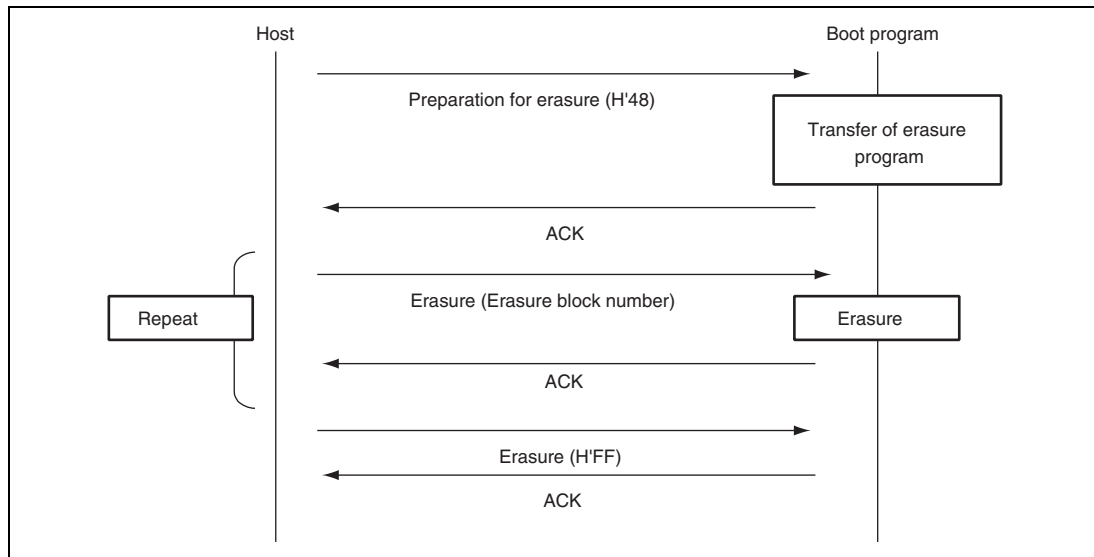 Host
Boot program
Preparation for erasure (H'48)
Transfer of erasure
program
ACK
Erasure (Erasure block number)
Repeat
Erasure
ACK
Erasure (H'FF)
ACK